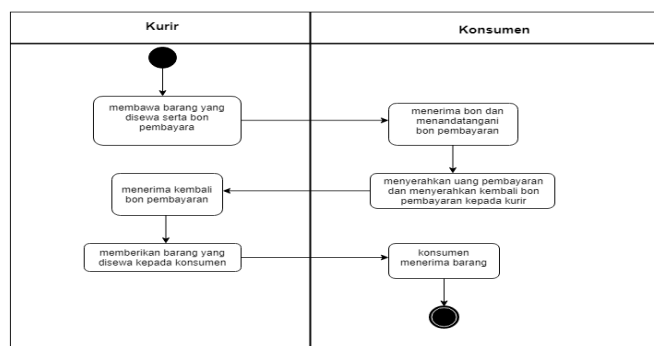 Kurir
Konsumen
membawa barang yang
disewa serta bon
pembayara
menerima bon dan
menandatangani
bon pembayaran
menyerahkan uang pembayaran
dan menyerahkan kembali bon
pembayaran kepada kurir
menerima kembali
bon pembayaran
memberikan barang yang
disewa kepada konsumen
konsumen
menerima barang